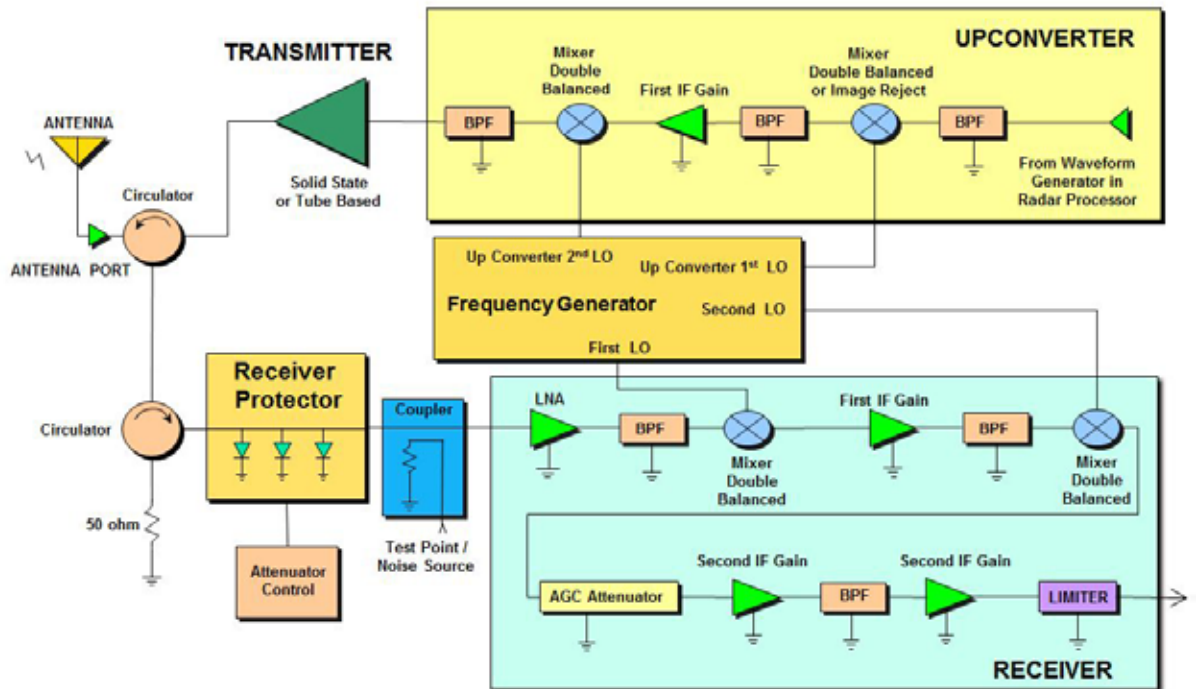 TRANSMITTER
UPCONVERTER
Mixer
Double
Balanced
First IF Gain
Mixer
Double Balanced
or Image Reject
BPF
BPF
BPF
From Waveform
Generator in
Radar Processor
Solid State
or Tube Based
ANTENNA
Circulator
ANTENNA PORT
Up Converter 2nd LO
Up Converter 1st LO
Frequency Generator
Second LO
First LO
Receiver
Protector
Circulator
50 ohm
Attenuator
Control
Coupler
Test Point /
Noise Source
LNA
BPF
Mixer
Double
Balanced
First IF Gain
BPF
Mixer
Double
Balanced
AGC Attenuator
Second IF Gain
BPF
Second IF Gain
LIMITER
RECEIVER